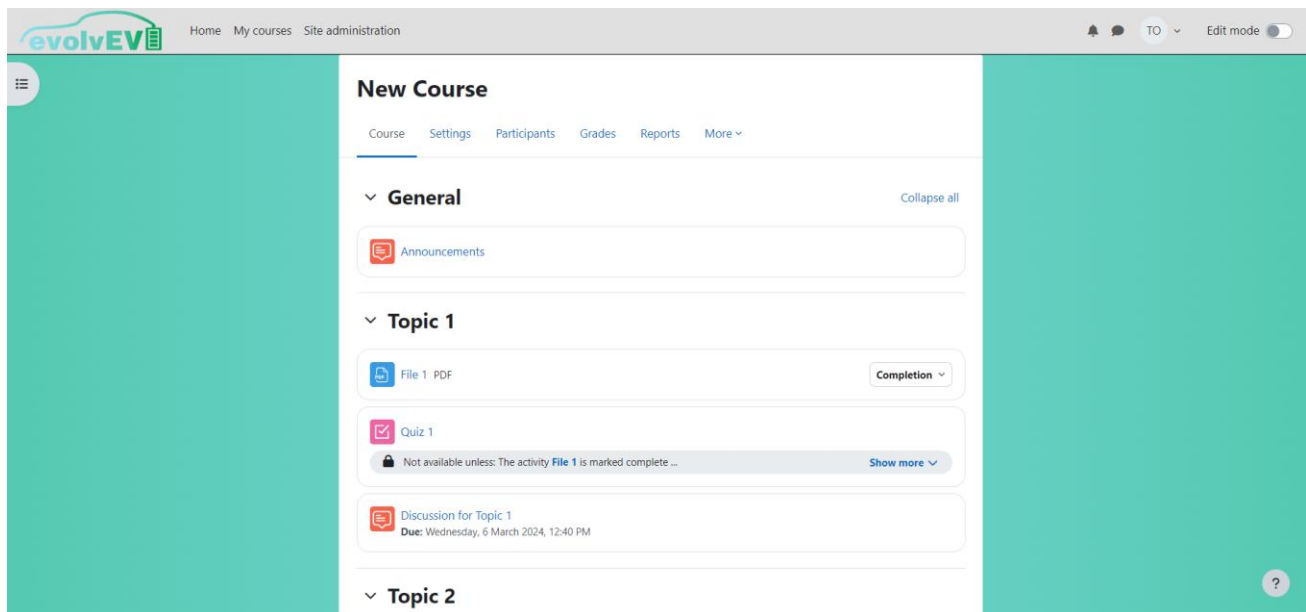 evolvEV
Home My courses Site administration
TO
Edit mode
New Course
Course Settings Participants Grades Reports More
General
Collapse all
Announcements
Topic 1
File 1 PDF
Completion
Quiz 1
Not available unless: The activity File 1 is marked complete ...
Show more
Discussion for Topic 1
Due: Wednesday, 6 March 2024, 12:40 PM
Topic 2
?